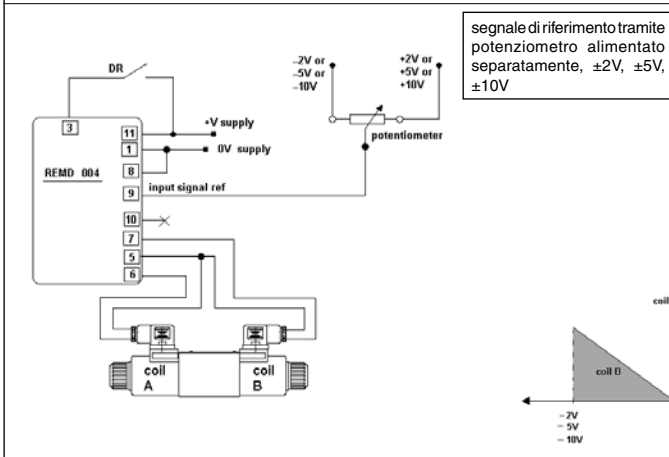 segnale di riferimento tramite
potenziometro alimentato
separatamente, ±2V, ±5V,
±10V
–2V or
–5V or
–10V
+2V or
+5V or
+10V
DR
3
11
+V supply
potentiometer
1
0V supply
8
REMD 004
9
input signal ref
10
7
5
6
coil
A
coil
B
coil
coil B
–2V
– 5V
– 10V